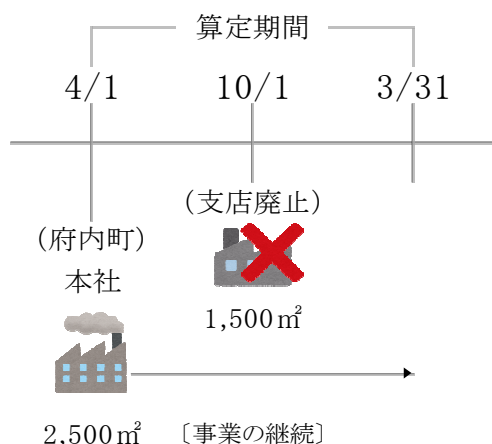 算定期間
4/1 10/1 3/31
(支店廃止)
(府内町)
本社
1,500㎡
2,500㎡ 〔事業の継続〕